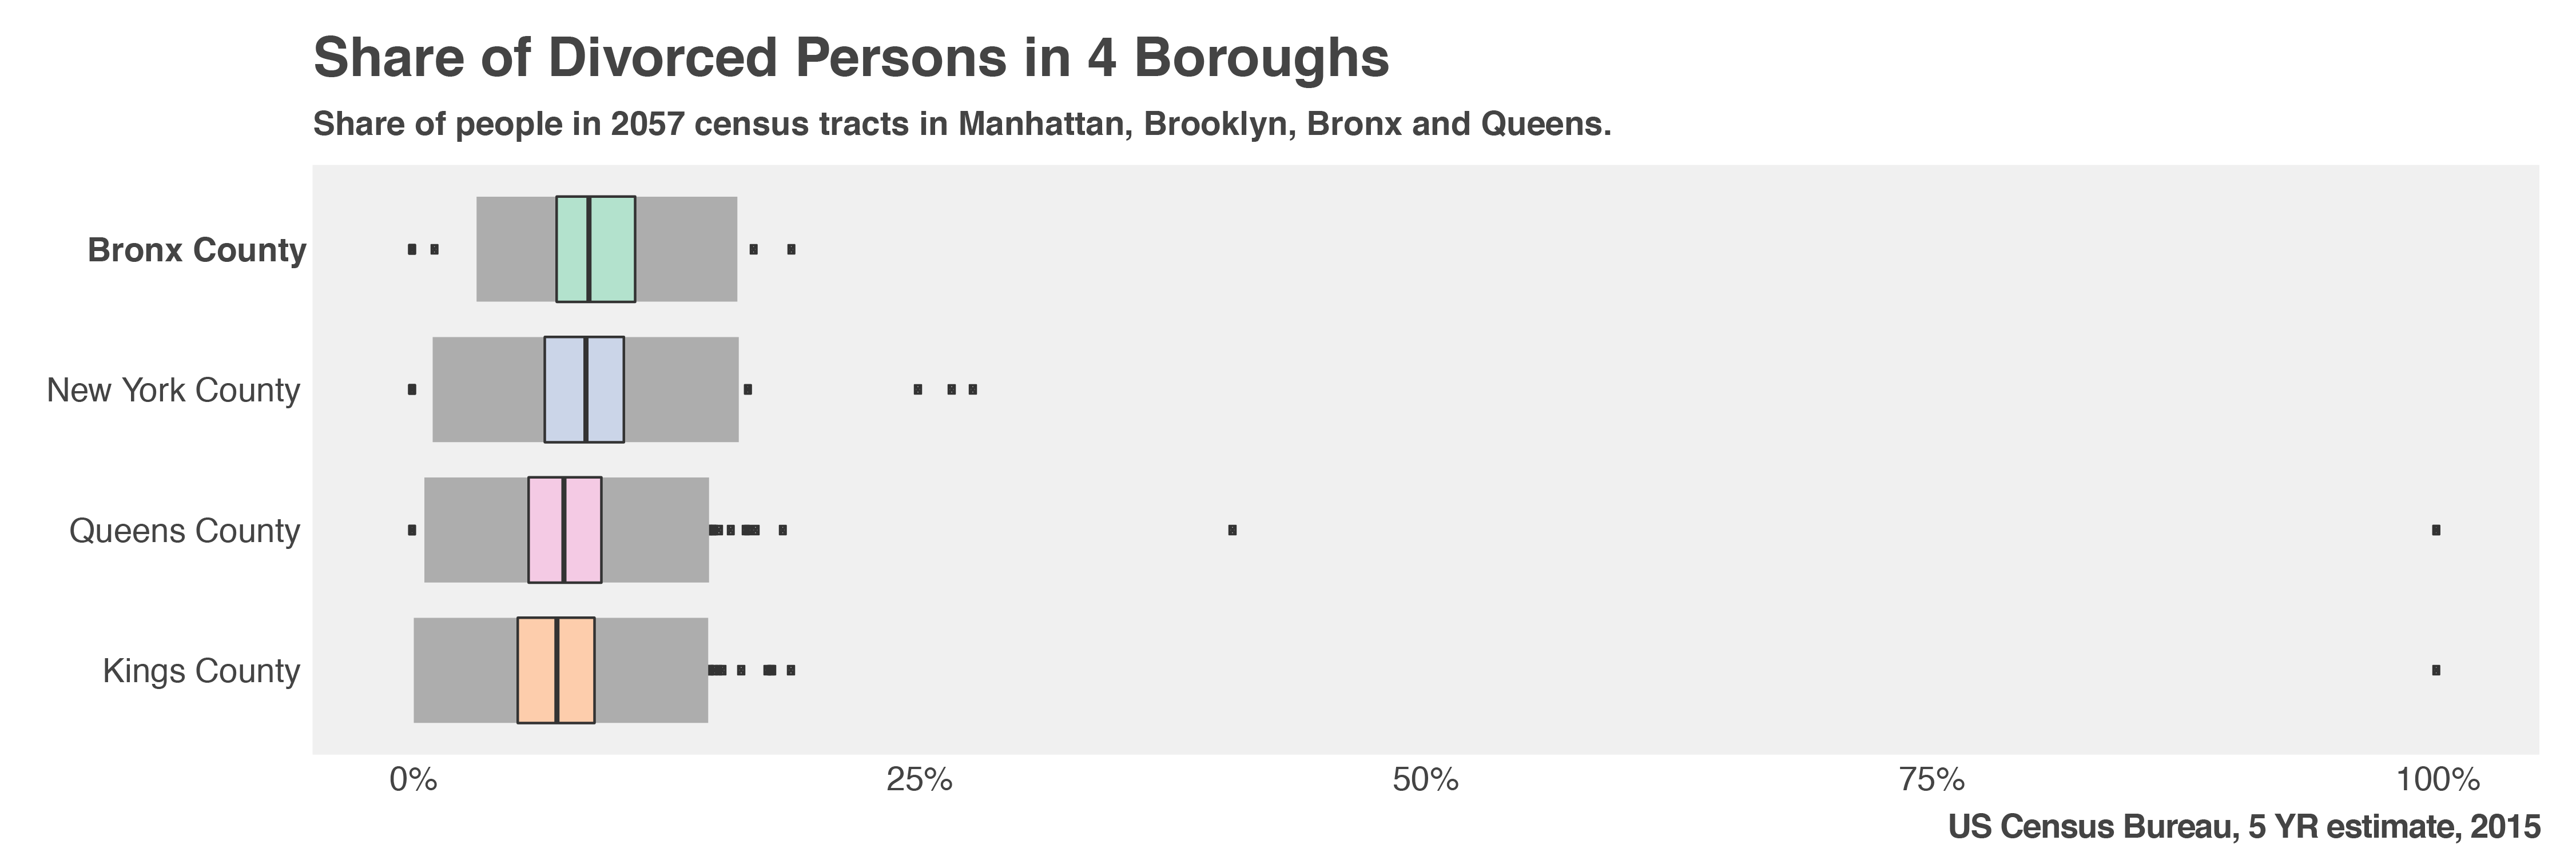 Share of Divorced Persons in 4 Boroughs
Share of people in 2057 census tracts in Manhattan, Brooklyn, Bronx and Queens.
Bronx County
New York County
Queens County
Kings County
0% 25% 50% 75% 100%
US Census Bureau, 5 YR estimate, 2015